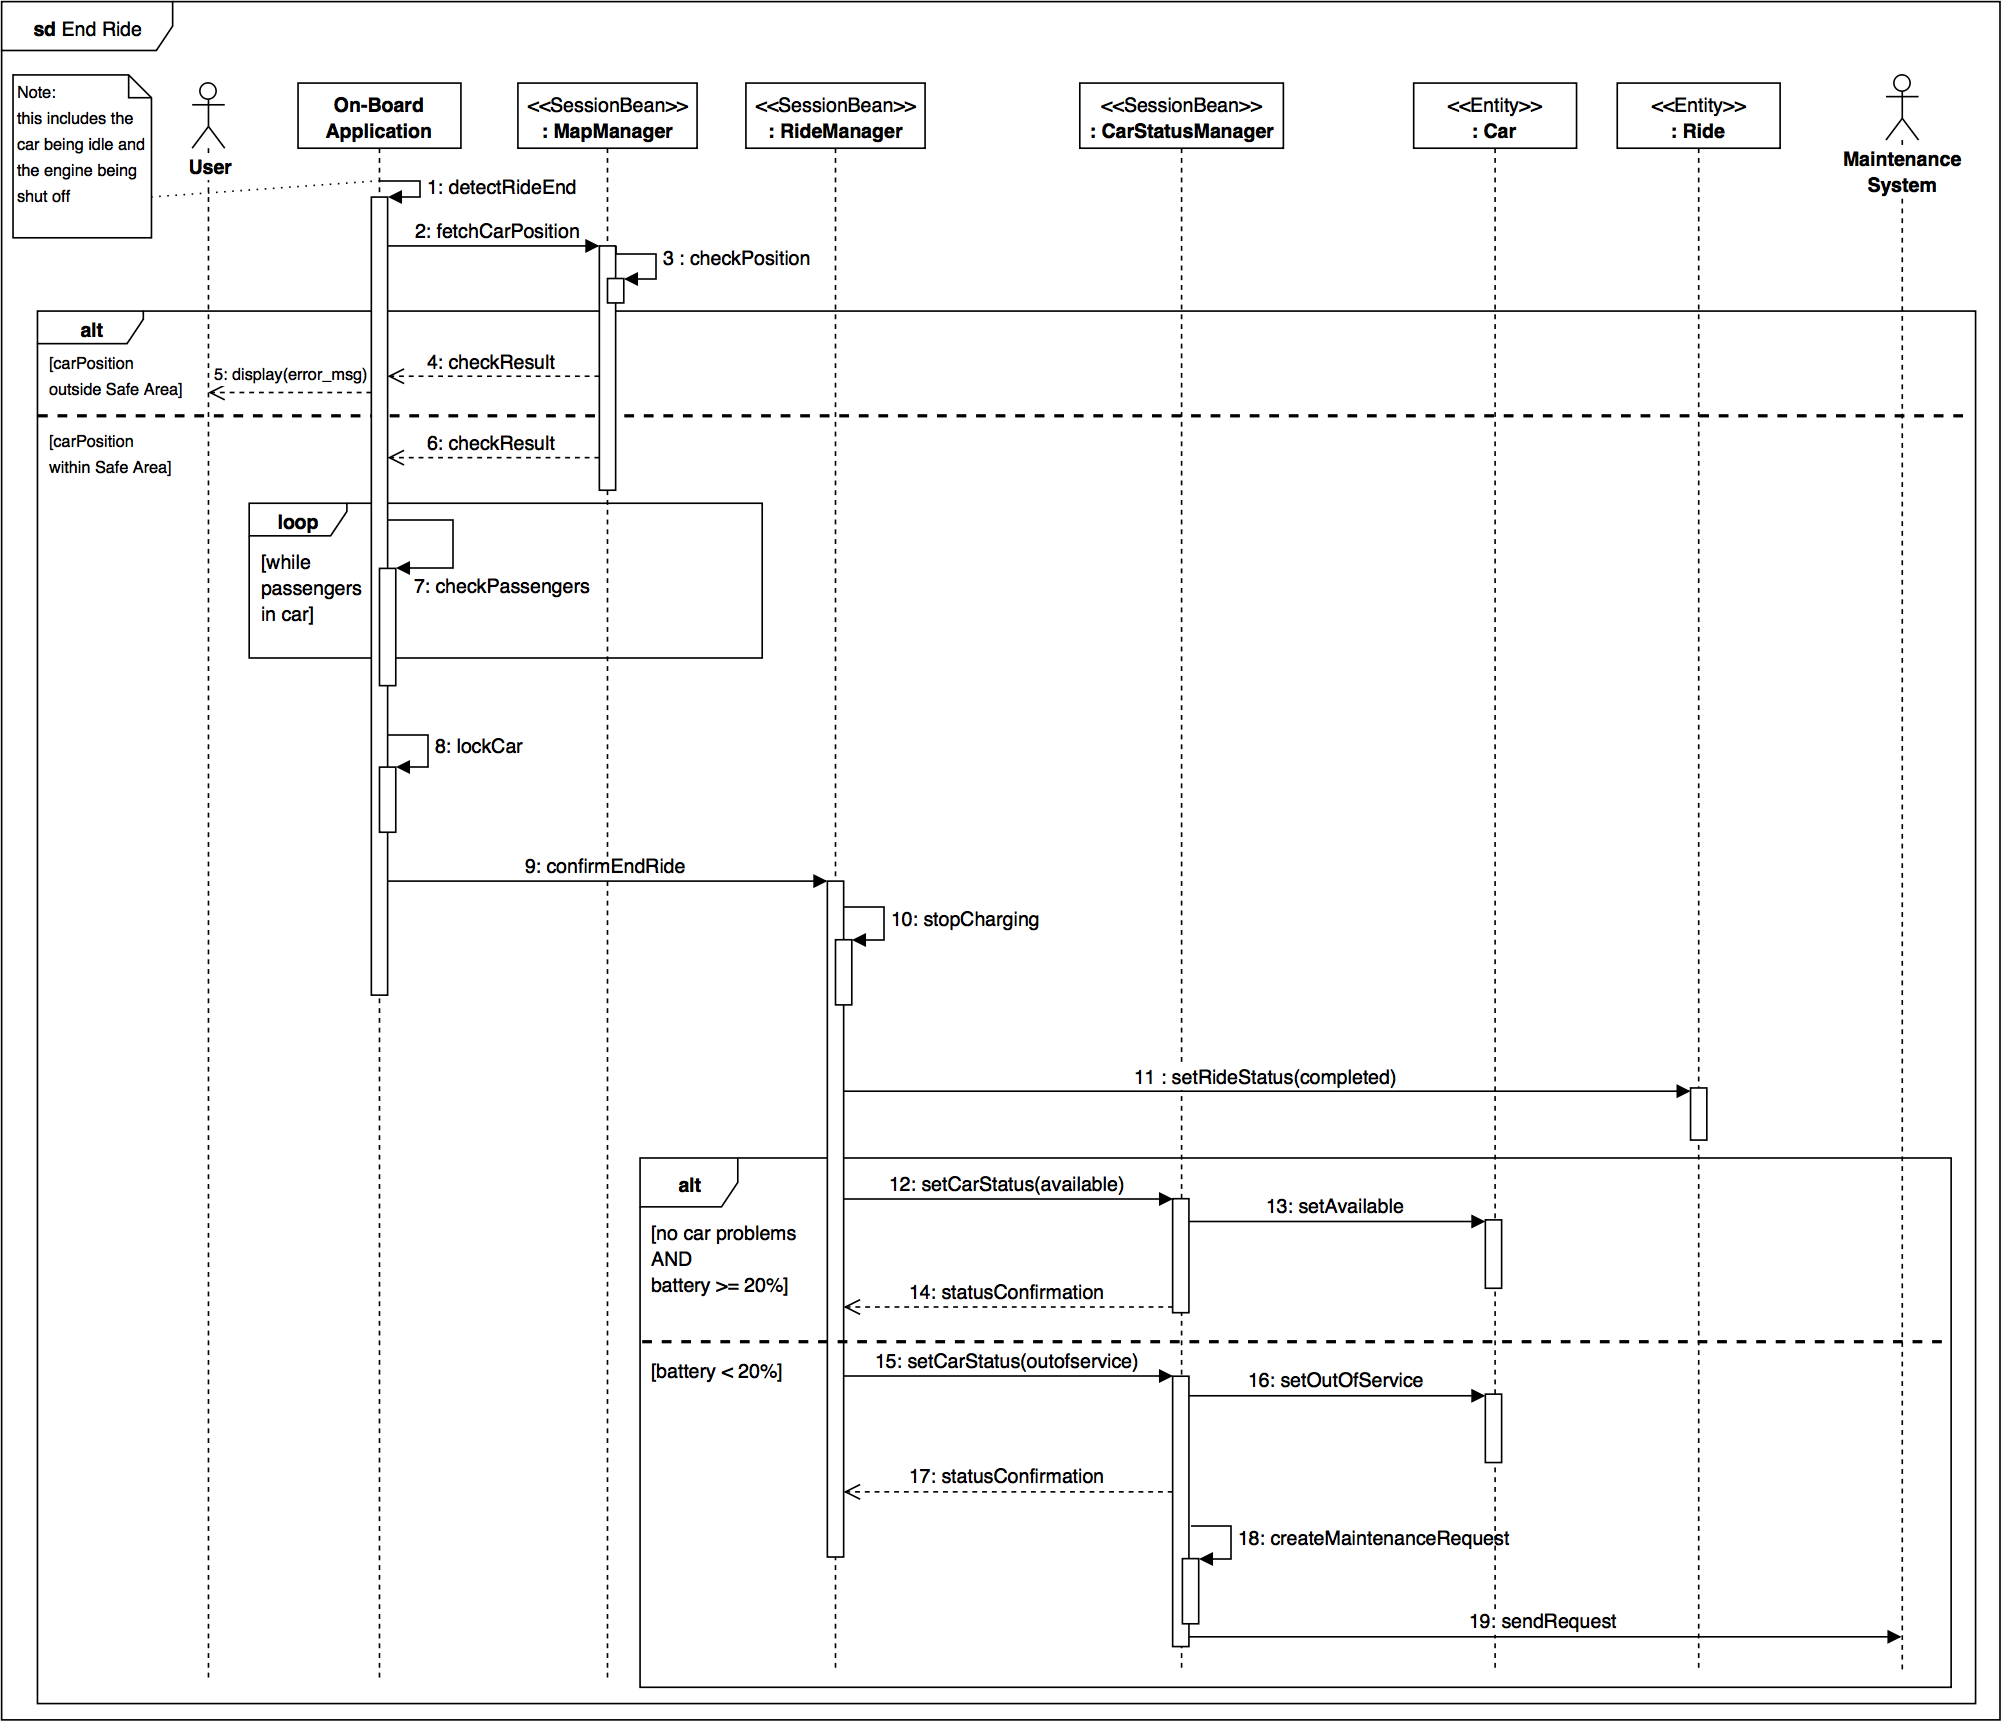 sd End Ride
Note:
this includes the
car being idle and
the engine being
shut off
User
On-Board
Application
<<SessionBean>>
: MapManager
<<SessionBean>>
: RideManager
<<SessionBean>>
: CarStatusManager
<<Entity>>
: Car
<<Entity>>
: Ride
Maintenance
System
1: detectRideEnd
2: fetchCarPosition
3 : checkPosition
alt
[carPosition
outside Safe Area]
4: checkResult
5: display(error_msg)
[carPosition
within Safe Area]
6: checkResult
loop
[while
passengers
in car]
7: checkPassengers
8: lockCar
9: confirmEndRide
10: stopCharging
11 : setRideStatus(completed)
alt
[no car problems
AND
battery >= 20%]
12: setCarStatus(available)
13: setAvailable
14: statusConfirmation
[battery < 20%]
15: setCarStatus(outofservice)
16: setOutOfService
17: statusConfirmation
18: createMaintenanceRequest
19: sendRequest